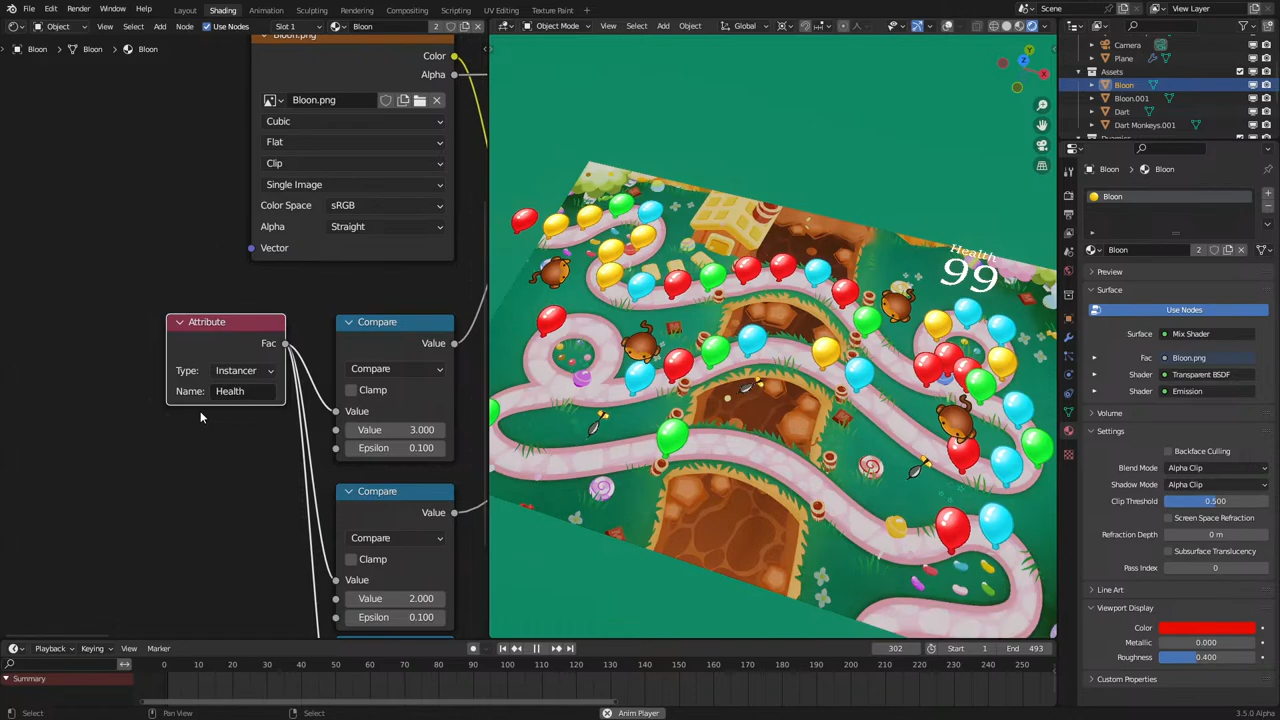 File Edit Render Window Help Layout Shading Animation Sculpting Rendering Compositing Scripting UV Editing Texture Paint Scene View Layer
Object View Select Add Node Use Nodes Slot 1 Bloon 2 Object Mode View Select Add Object Global
Bloon Bloon Bloon
Bloon.png
Color
Alpha
Bloon.png
Cubic
Flat
Clip
Single Image
Color Space sRGB
Alpha Straight
Vector
Attribute
Fac
Type: Instancer
Name: Health
Compare
Value
Compare
Clamp
Value
Value 3.000
Epsilon 0.100
Compare
Value
Compare
Clamp
Value
Value 2.000
Epsilon 0.100
Health
99
Y
Z
X
Camera
Plane
Assets
Bloon
Bloon.001
Dart
Dart Monkeys.001
Bloon Bloon
Bloon
Bloon 2
Preview
Surface
Use Nodes
Surface: Mix Shader
Fac Bloon.png
Shader Transparent BSDF
Shader Emission
Volume
Settings
Backface Culling
Blend Mode Alpha Clip
Shadow Mode Alpha Clip
Clip Threshold 0.500
Screen Space Refraction
Refraction Depth 0 m
Subsurface Translucency
Pass Index 0
Line Art
Viewport Display
Color
Metallic 0.000
Roughness 0.400
Custom Properties
Playback Keying View Marker 302 Start 1 End 493
0 10 20 30 40 50 60 70 80 90 100 110 120 130 140 150 160 170 180 190 200 210 220 230 240 250
Summary
Select Pan View Select Anim Player 3.5.0 Alpha